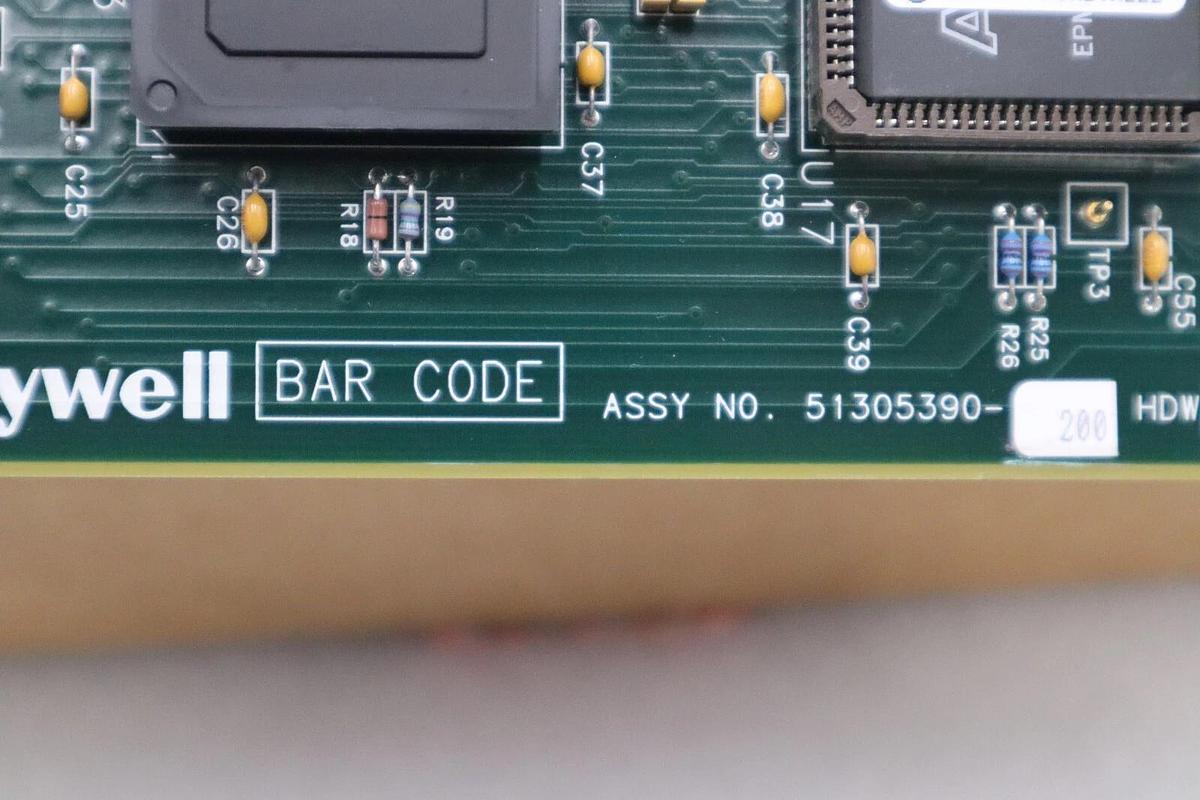 EPM
C25
C37
C38
U17
C26
R18
R19
TP3
C55
C39
R26
R25
ywell
BAR CODE
ASSY NO. 51305390-
200
HDW